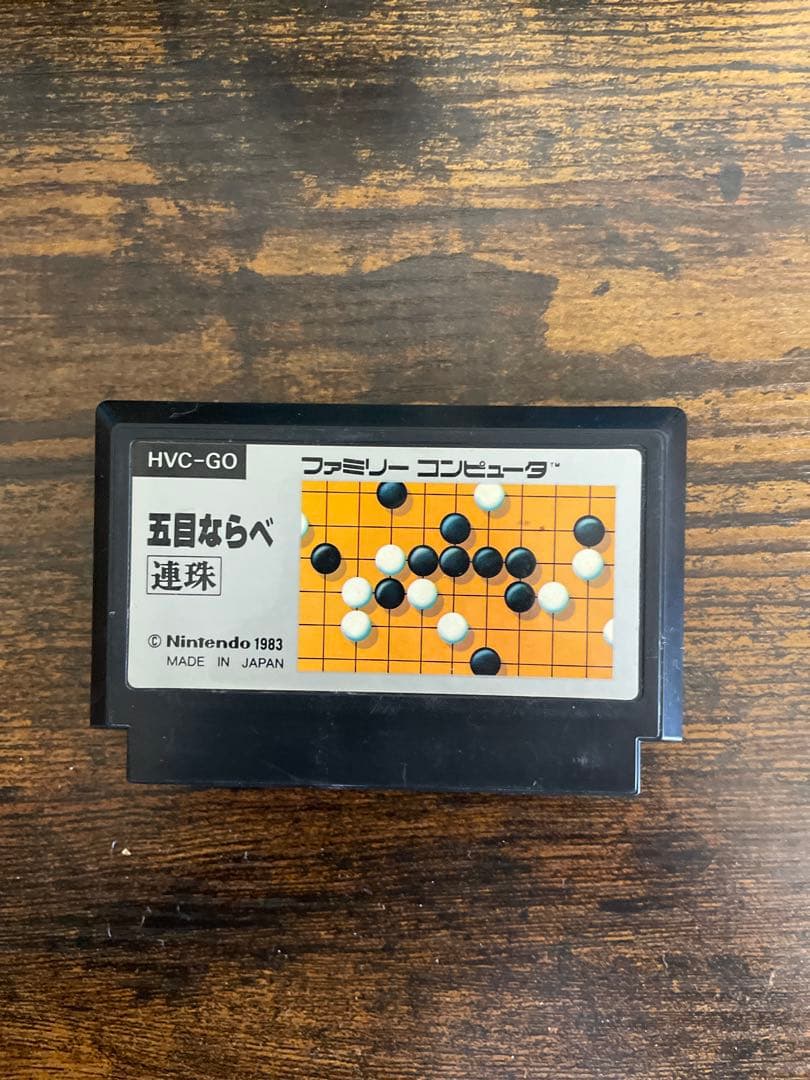 HVC-GO
ファミリー コンピュータ™
五目ならべ
連珠
© Nintendo 1983
MADE IN JAPAN